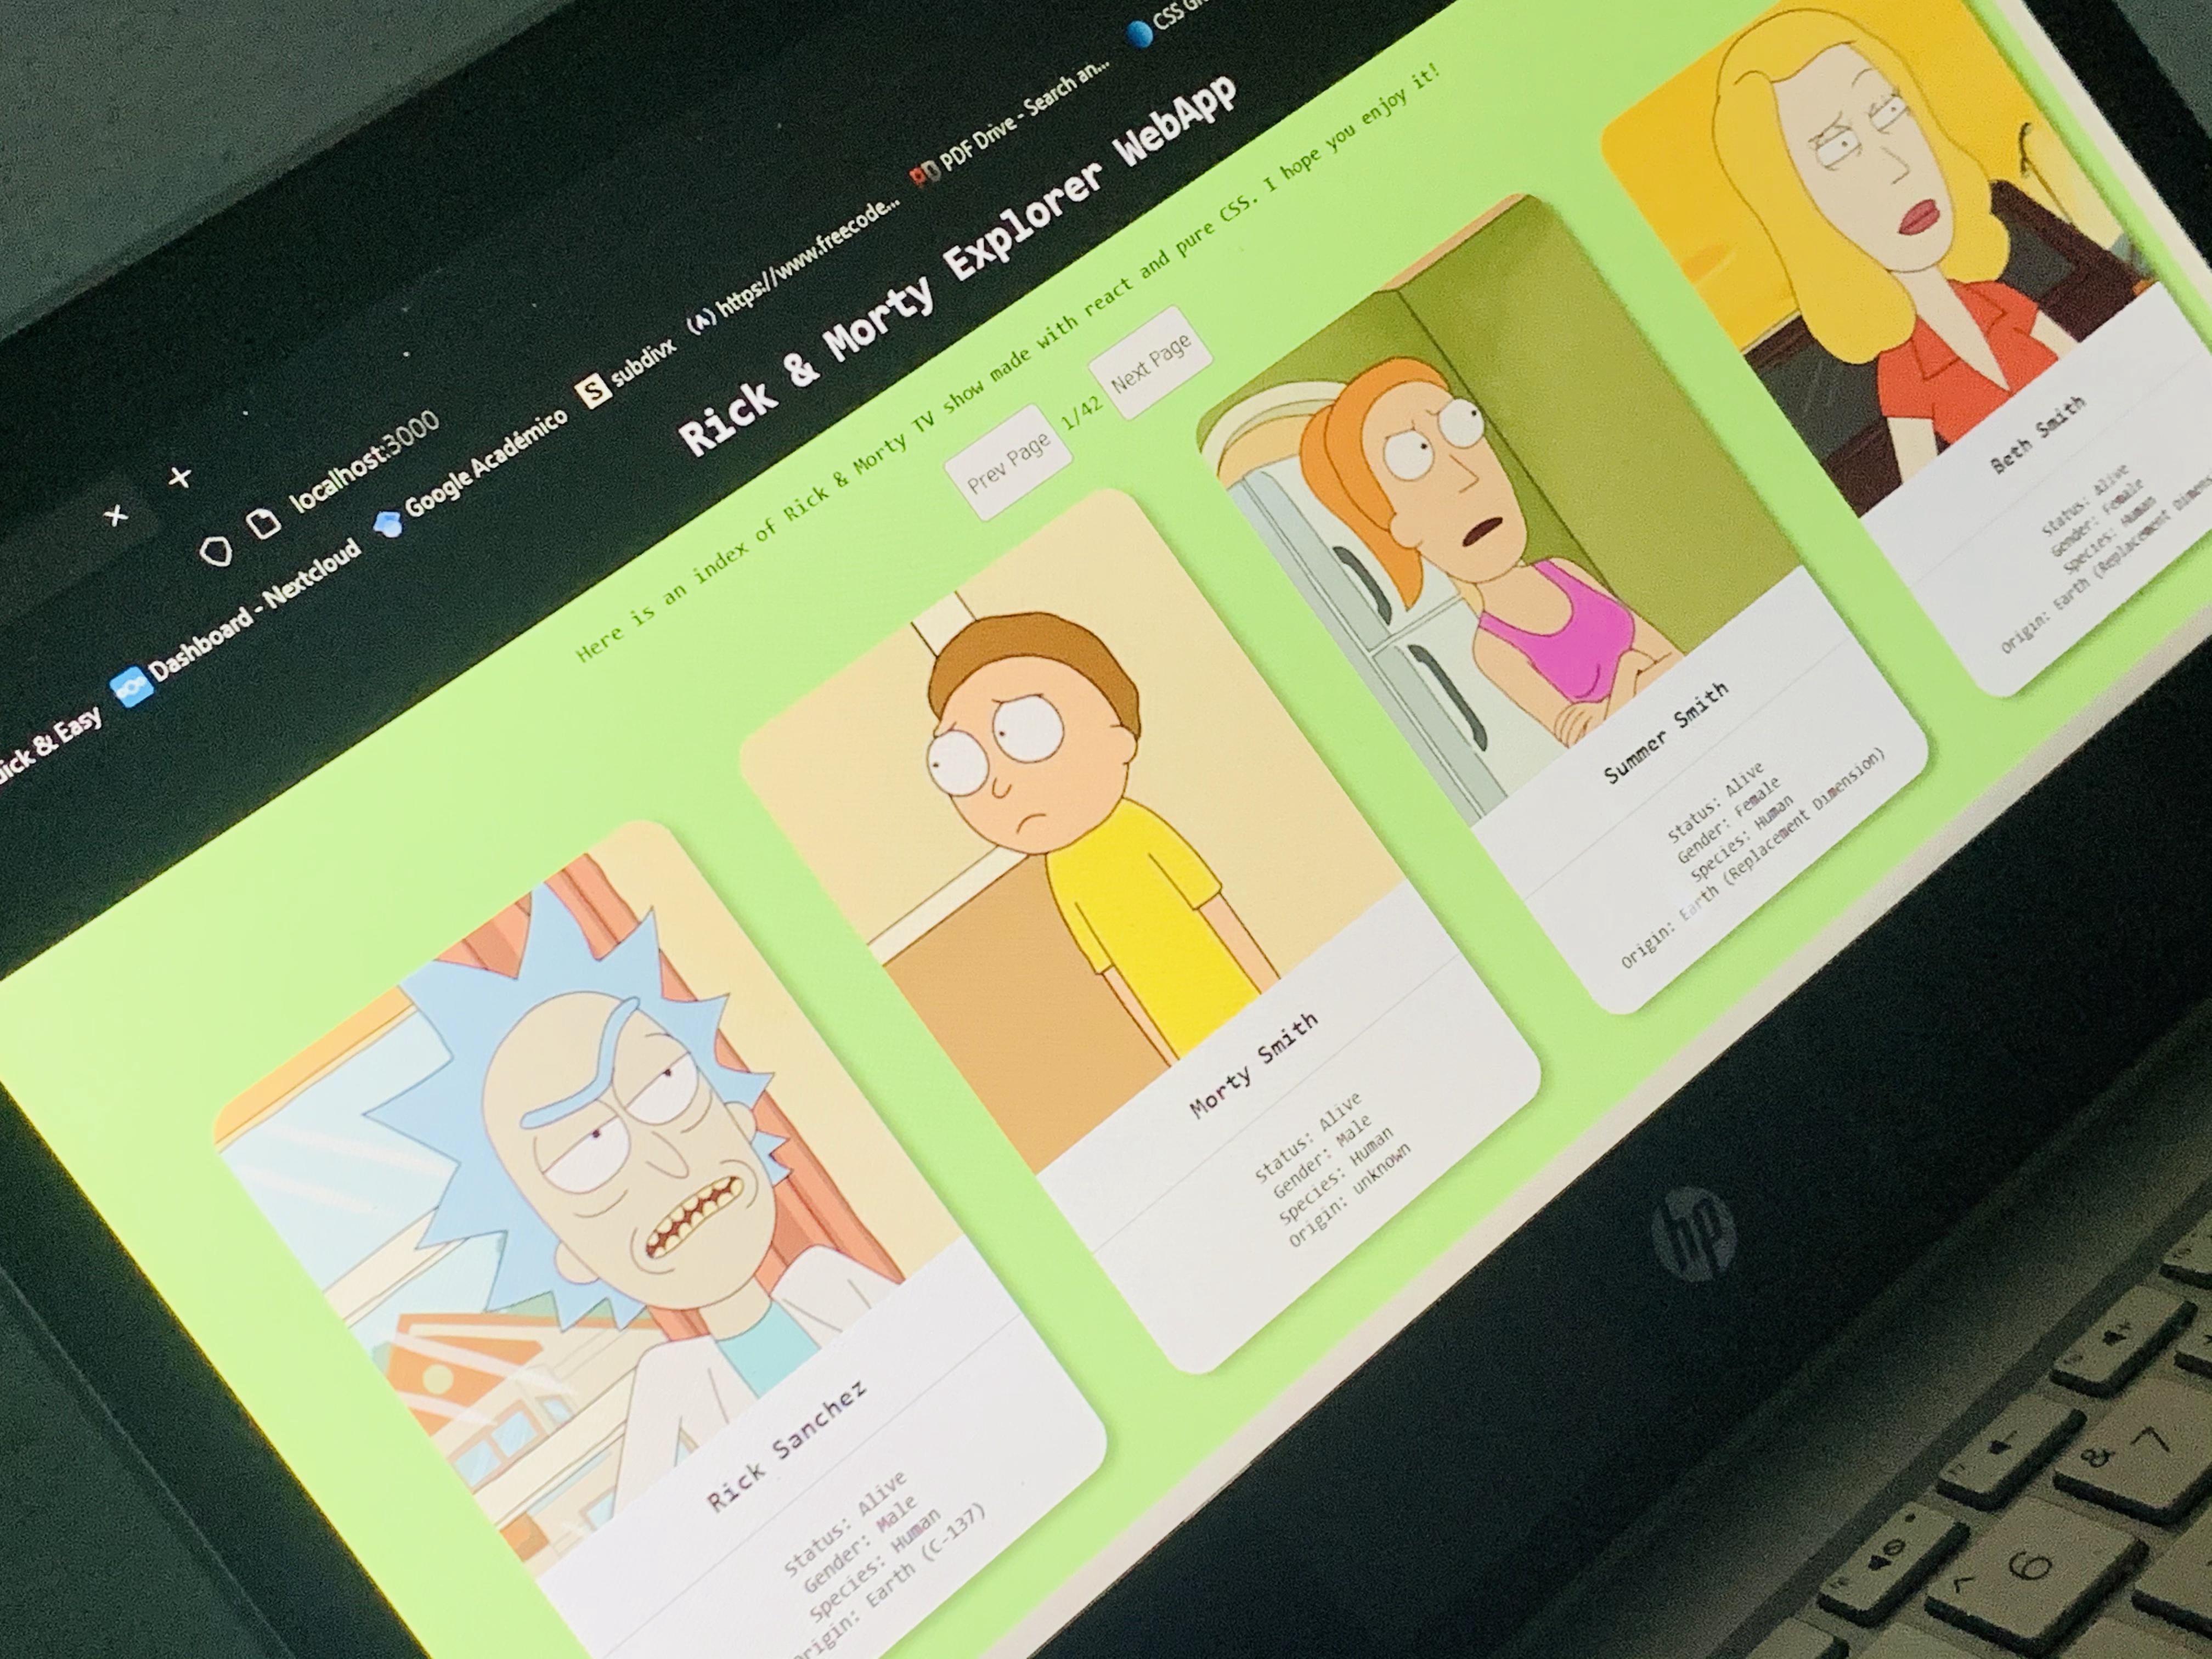 localhost:3000
& Easy
Dashboard - Nextcloud
Google Académico
S subdivx
(A) https://www.freecode...
PDF Drive - Search an...
CSS
Rick & Morty Explorer WebApp
Here is an index of Rick & Morty TV show made with react and pure CSS. I hope you enjoy it!
Prev Page 1/42 Next Page
Rick Sanchez
Status: Alive
Gender: Male
Species: Human
Origin: Earth (C-137)
Morty Smith
Status: Alive
Gender: Male
Species: Human
Origin: unknown
Summer Smith
Status: Alive
Gender: Female
Species: Human
Origin: Earth (Replacement Dimension)
Beth Smith
Status: Alive
Gender: Female
Species: Human
Origin: Earth (Replacement
hp
& 7
^ 6